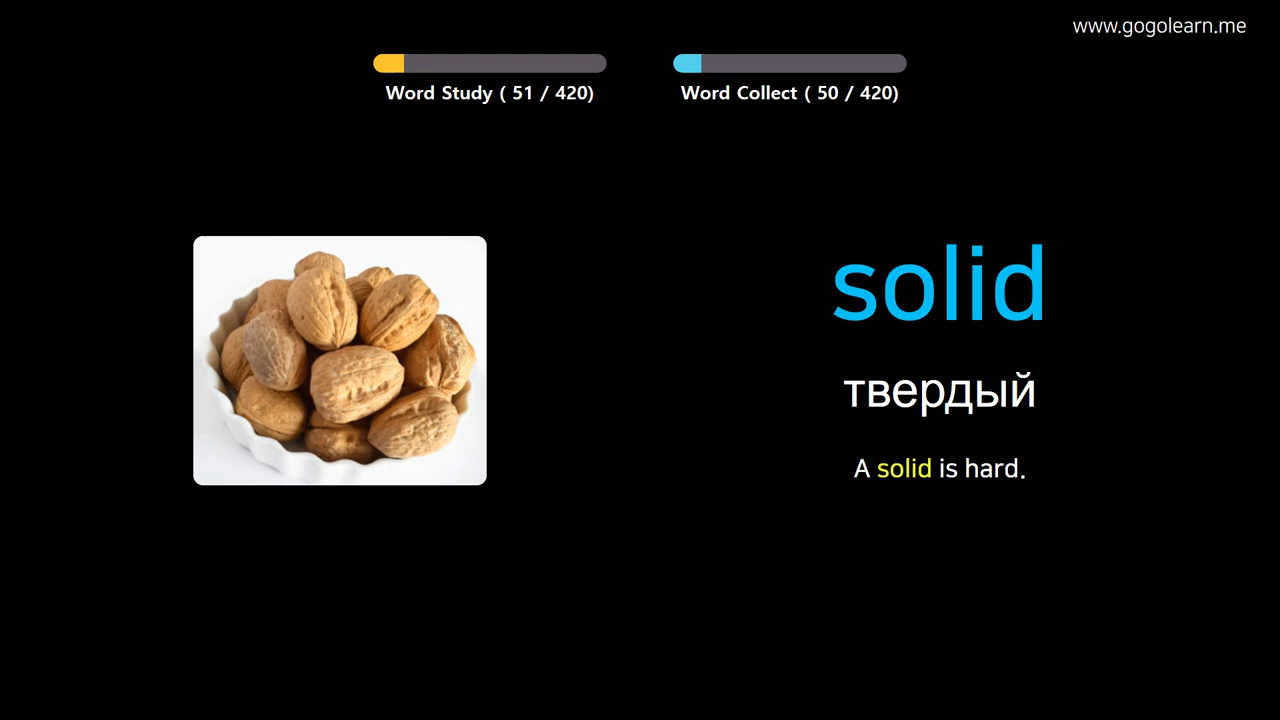 www.gogolearn.me
Word Study ( 51 / 420)
Word Collect ( 50 / 420)
solid
твердый
A solid is hard.